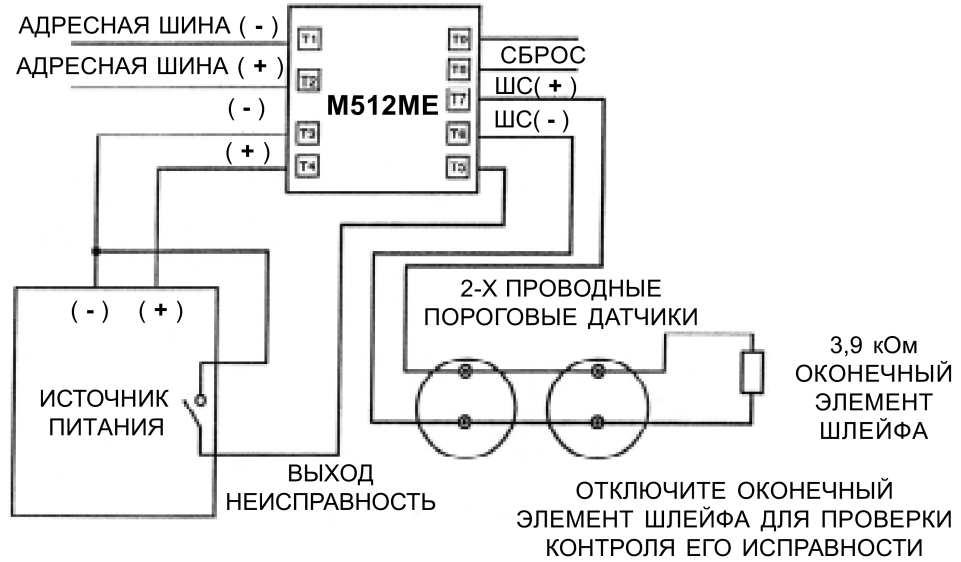 АДРЕСНАЯ ШИНА ( - )
АДРЕСНАЯ ШИНА ( + )
( - )
( + )
T1
T2
T3
T4
M512ME
T9
T8
T7
T6
T5
СБРОС
ШС( + )
ШС( - )
( - ) ( + )
ИСТОЧНИК
ПИТАНИЯ
ВЫХОД
НЕИСПРАВНОСТЬ
2-Х ПРОВОДНЫЕ
ПОРОГОВЫЕ ДАТЧИКИ
3,9 кОм
ОКОНЕЧНЫЙ
ЭЛЕМЕНТ
ШЛЕЙФА
ОТКЛЮЧИТЕ ОКОНЕЧНЫЙ
ЭЛЕМЕНТ ШЛЕЙФА ДЛЯ ПРОВЕРКИ
КОНТРОЛЯ ЕГО ИСПРАВНОСТИ